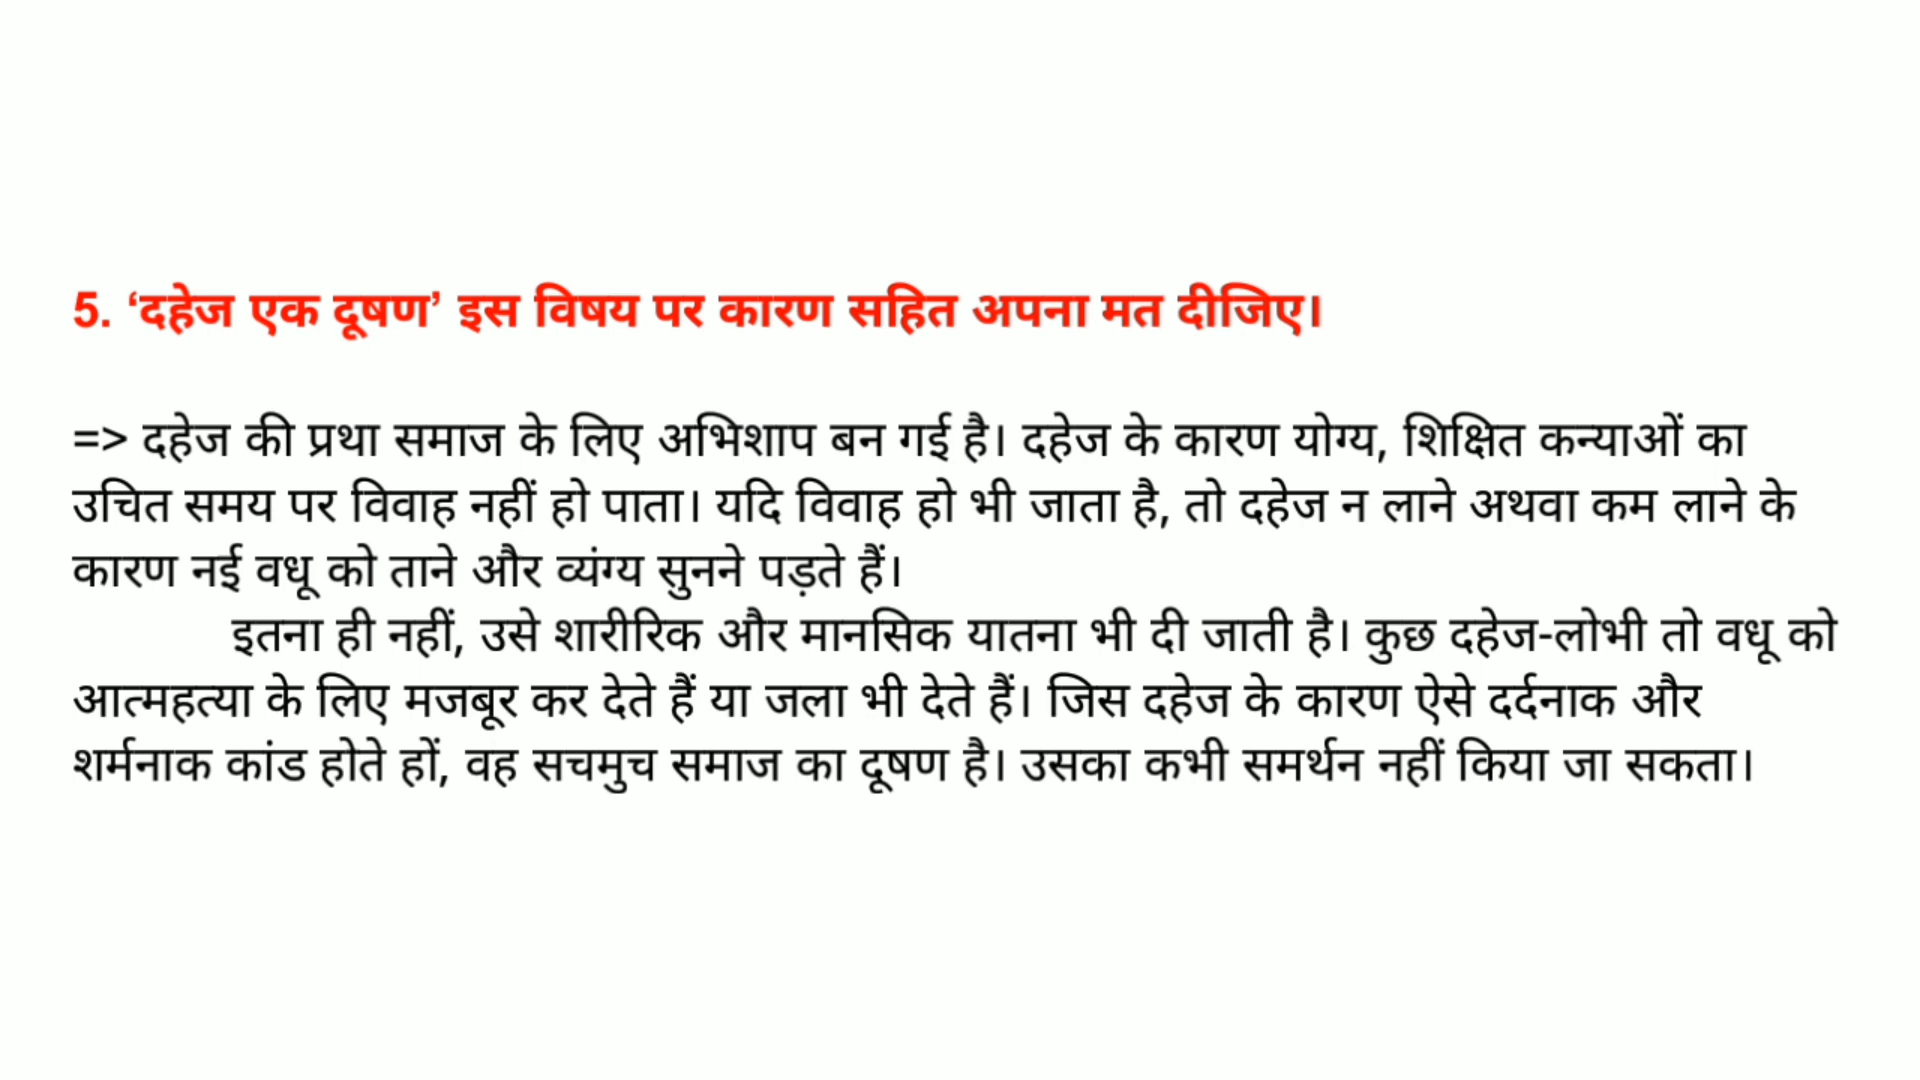 5. ‘दहेज एक दूषण’ इस विषय पर कारण सहित अपना मत दीजिए।
=> दहेज की प्रथा समाज के लिए अभिशाप बन गई है। दहेज के कारण योग्य, शिक्षित कन्याओं का
उचित समय पर विवाह नहीं हो पाता। यदि विवाह हो भी जाता है, तो दहेज न लाने अथवा कम लाने के
कारण नई वधू को ताने और व्यंग्य सुनने पड़ते हैं।
इतना ही नहीं, उसे शारीरिक और मानसिक यातना भी दी जाती है। कुछ दहेज-लोभी तो वधू को
आत्महत्या के लिए मजबूर कर देते हैं या जला भी देते हैं। जिस दहेज के कारण ऐसे दर्दनाक और
शर्मनाक कांड होते हों, वह सचमुच समाज का दूषण है। उसका कभी समर्थन नहीं किया जा सकता।